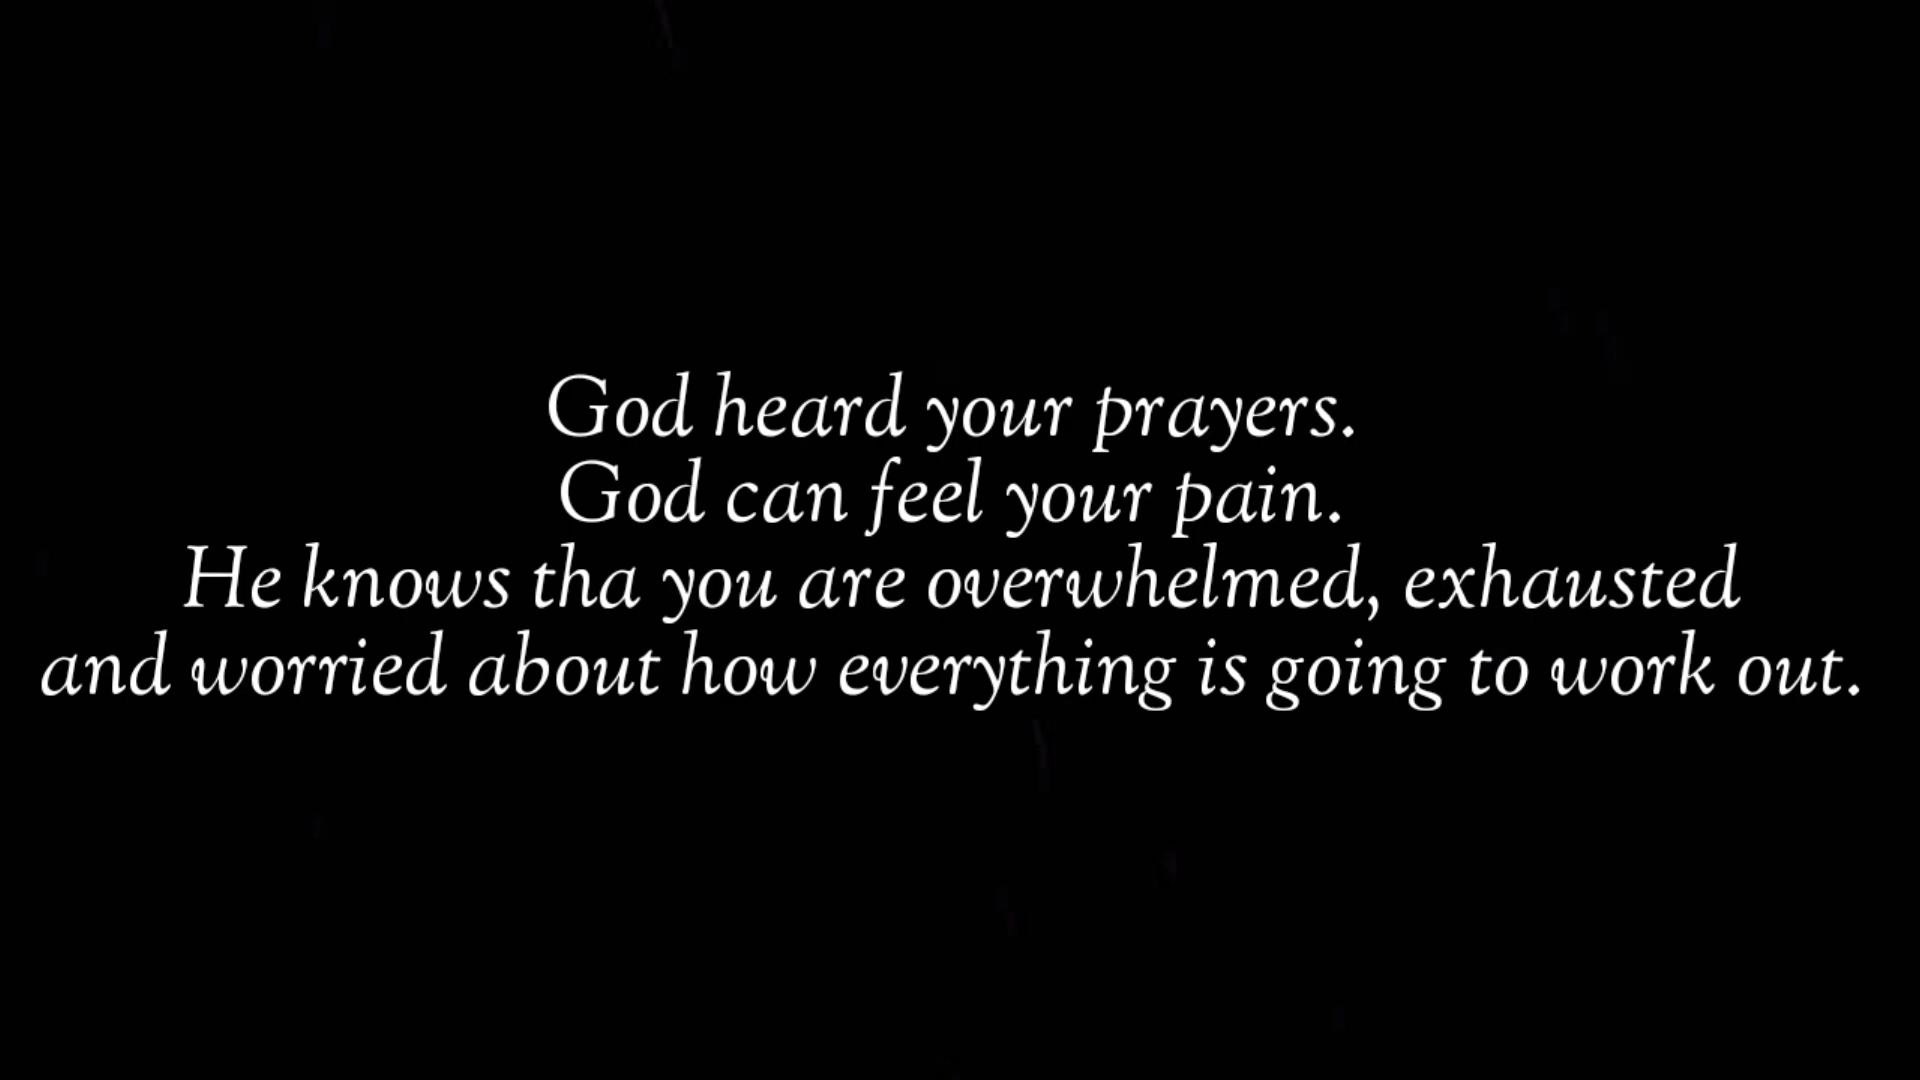 God heard your prayers.
God can feel your pain.
He knows tha you are overwhelmed, exhausted
and worried about how everything is going to work out.